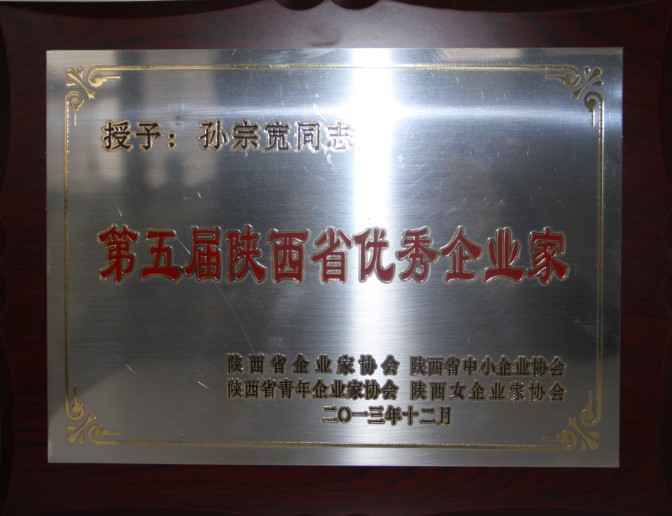 授予：孙宗宽同志
第五届陕西省优秀企业家
陕西省企业家协会 陕西省中小企业协会
陕西省青年企业家协会 陕西女企业家协会
二〇一三年十二月